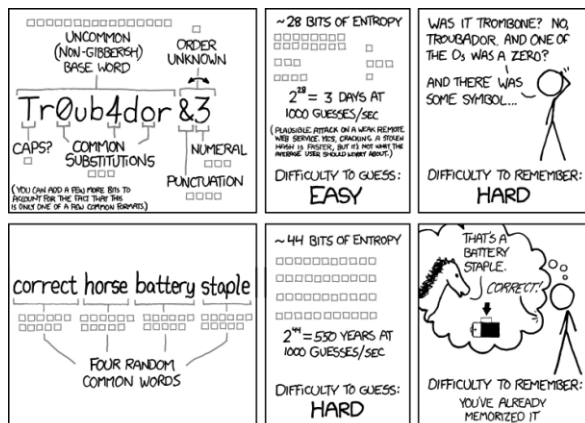 UNCOMMON
(NON-GIBBERISH)
BASE WORD
ORDER
UNKNOWN
Tr0ub4dor &3
CAPS?
COMMON
SUBSTITUTIONS
NUMERAL
PUNCTUATION
(YOU CAN ADD A FEW MORE BITS TO
ACCOUNT FOR THE FACT THAT THIS
IS ONLY ONE OF A FEW COMMON FORMATS.)
~28 BITS OF ENTROPY
2^28 = 3 DAYS AT
1000 GUESSES/SEC
(PLAUSIBLE ATTACK ON A WEAK REMOTE
WEB SERVICE. YES, CRACKING A STOLEN
HASH IS FASTER, BUT IT'S NOT WHAT THE
AVERAGE USER SHOULD WORRY ABOUT.)
DIFFICULTY TO GUESS:
EASY
WAS IT TROMBONE? NO,
TROUBADOR. AND ONE OF
THE Os WAS A ZERO?
AND THERE WAS
SOME SYMBOL...
DIFFICULTY TO REMEMBER:
HARD
correct horse battery staple
FOUR RANDOM
COMMON WORDS
~44 BITS OF ENTROPY
2^44 = 550 YEARS AT
1000 GUESSES/SEC
DIFFICULTY TO GUESS:
HARD
THAT'S A
BATTERY
STAPLE.
CORRECT!
DIFFICULTY TO REMEMBER:
YOU'VE ALREADY
MEMORIZED IT